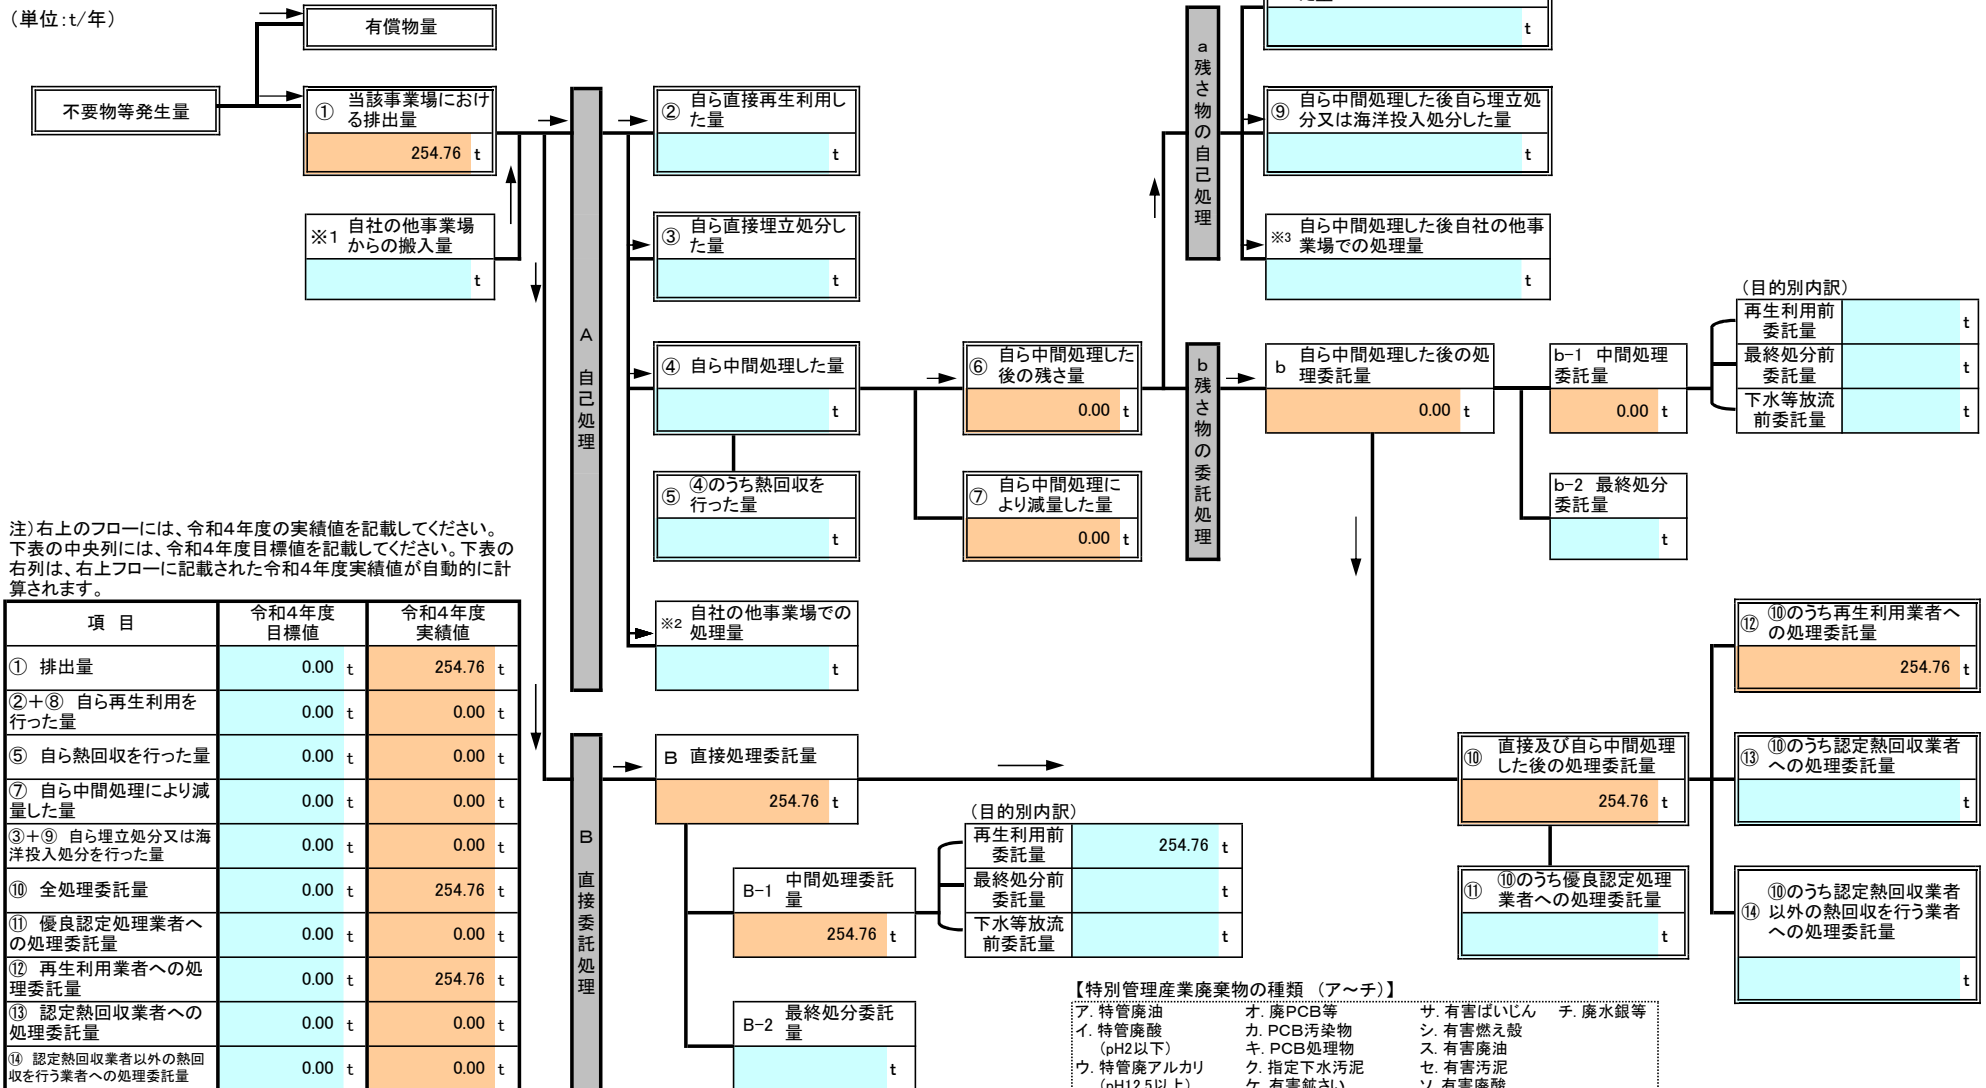 （単位:ｔ/年）
有償物量
不要物等発生量
① 当該事業場におけ
る排出量
254.76 t
※1 自社の他事業場
からの搬入量
t
A 自己処理
② 自ら直接再生利用し
た量
t
③ 自ら直接埋立処分し
た量
t
④ 自ら中間処理した量
t
⑤ ④のうち熱回収を
行った量
t
※2 自社の他事業場での
処理量
t
⑥ 自ら中間処理した
後の残さ量
0.00 t
⑦ 自ら中間処理に
より減量した量
0.00 t
a 残さ物の自己処理
t
⑨ 自ら中間処理した後自ら埋立処
分又は海洋投入処分した量
t
※3 自ら中間処理した後自社の他事
業場での処理量
t
b 残さ物の委託処理
b 自ら中間処理した後の処
理委託量
0.00 t
b-1 中間処理
委託量
0.00 t
b-2 最終処分
委託量
t
（目的別内訳）
再生利用前
委託量
t
最終処分前
委託量
t
下水等放流
前委託量
t
注）右上のフローには、令和４年度の実績値を記載してください。
下表の中央列には、令和４年度目標値を記載してください。下表の
右列は、右上フローに記載された令和４年度実績値が自動的に計
算されます。
項 目 令和４年度
目標値 令和４年度
実績値
① 排出量 0.00 t 254.76 t
②＋⑧ 自ら再生利用を
行った量 0.00 t 0.00 t
⑤ 自ら熱回収を行った量 0.00 t 0.00 t
⑦ 自ら中間処理により減
量した量 0.00 t 0.00 t
③＋⑨ 自ら埋立処分又は海
洋投入処分を行った量 0.00 t 0.00 t
⑩ 全処理委託量 0.00 t 254.76 t
⑪ 優良認定処理業者へ
の処理委託量 0.00 t 0.00 t
⑫ 再生利用業者への処
理委託量 0.00 t 254.76 t
⑬ 認定熱回収業者への
処理委託量 0.00 t 0.00 t
⑭ 認定熱回収業者以外の熱回
収を行う業者への処理委託量 0.00 t 0.00 t
B 直接委託処理
B 直接処理委託量
254.76 t
B-1 中間処理委託
量
254.76 t
B-2 最終処分委託
量
t
（目的別内訳）
再生利用前
委託量
254.76 t
最終処分前
委託量
t
下水等放流
前委託量
t
⑩ 直接及び自ら中間処理
した後の処理委託量
254.76 t
⑪ ⑩のうち優良認定処理
業者への処理委託量
t
⑫ ⑩のうち再生利用業者へ
の処理委託量
254.76 t
⑬ ⑩のうち認定熱回収業者
への処理委託量
t
⑭ ⑩のうち認定熱回収業者
以外の熱回収を行う業者
への処理委託量
t
【特別管理産業廃棄物の種類 （ア～チ）】
ア. 特管廃油 オ. 廃PCB等 サ. 有害ばいじん チ. 廃水銀等
イ. 特管廃酸 カ. PCB汚染物 シ. 有害燃え殻
（pH2以下） キ. PCB処理物 ス. 有害廃油
ウ. 特管廃アルカリ ク. 指定下水汚泥 セ. 有害汚泥
（pH12.5以上） ケ. 有害鉱さい ソ. 有害廃酸